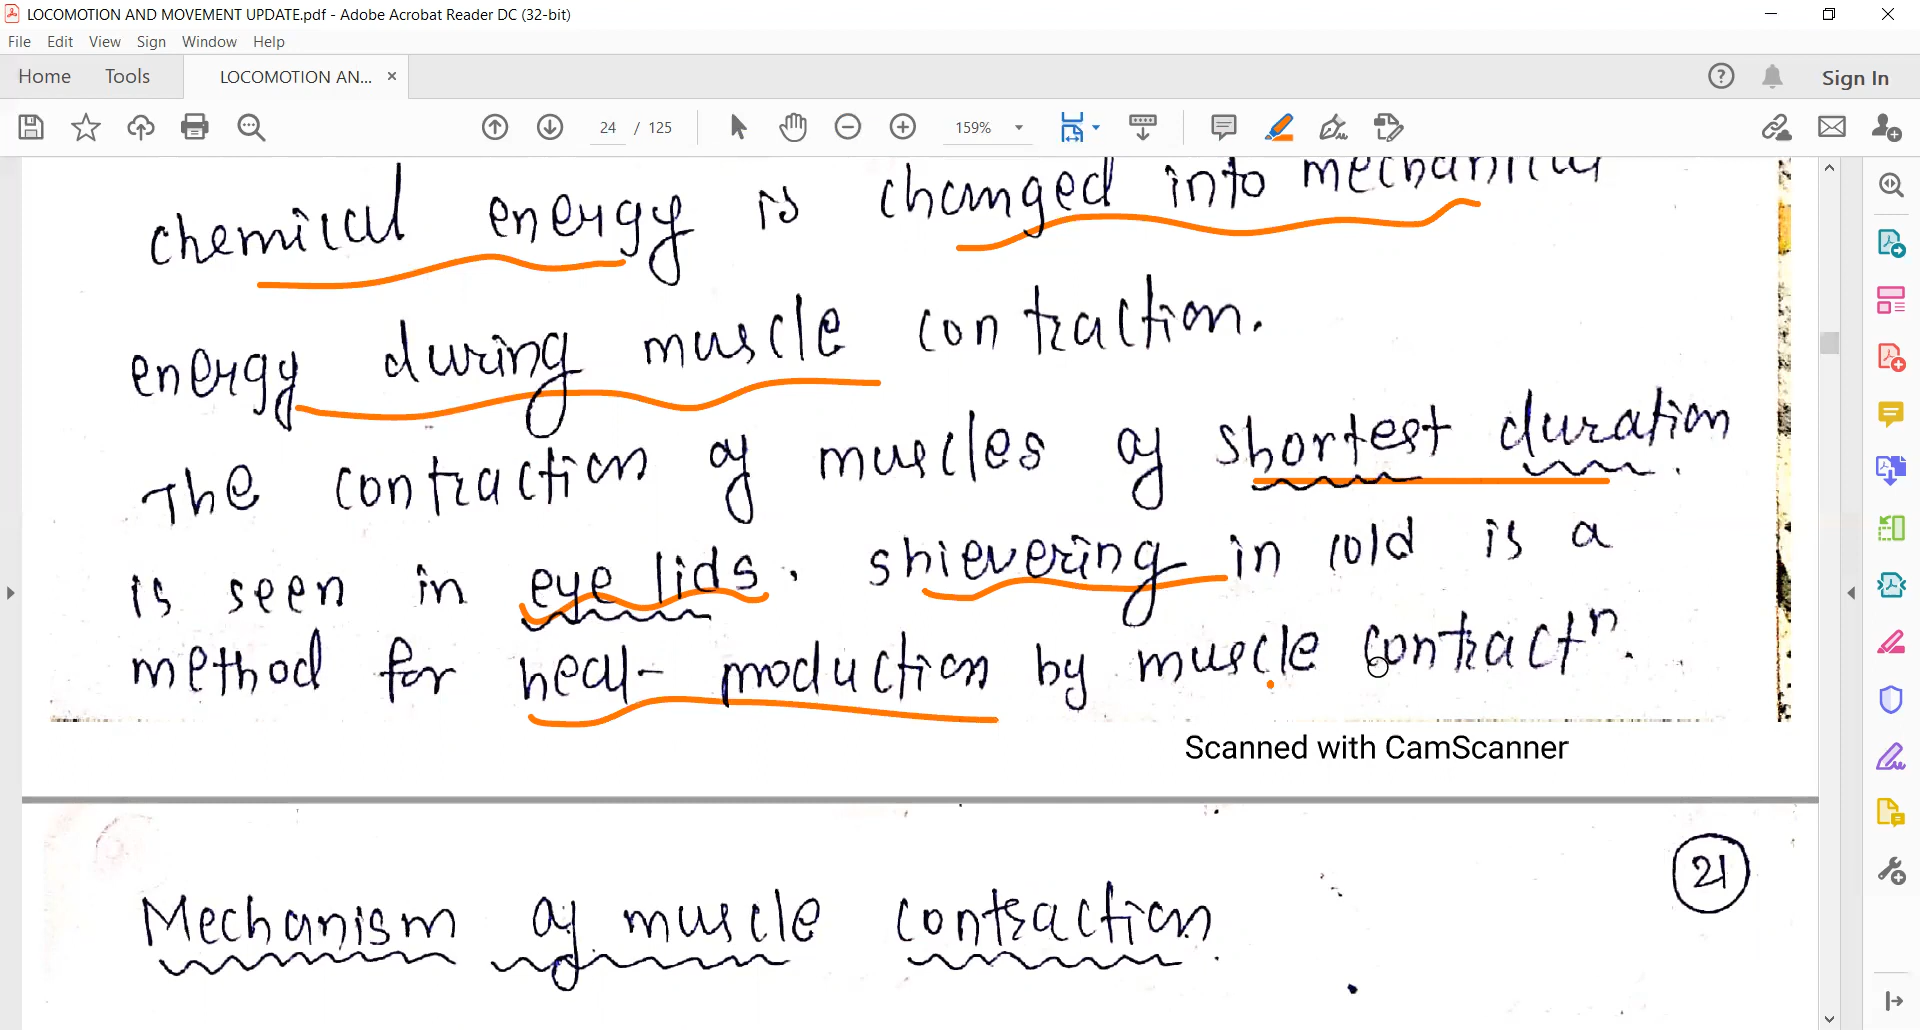 LOCOMOTION AND MOVEMENT UPDATE.pdf - Adobe Acrobat Reader DC (32-bit)
File Edit View Sign Window Help
Home Tools LOCOMOTION AN... × Sign In
24 / 125 159%
chemical energy is changed into mechanical
energy during muscle contraction.
The contraction of muscles of shortest duration
is seen in eye lids. shievering in cold is a
method for heat production by muscle contractn.
Scanned with CamScanner
21
Mechanism of muscle contraction.